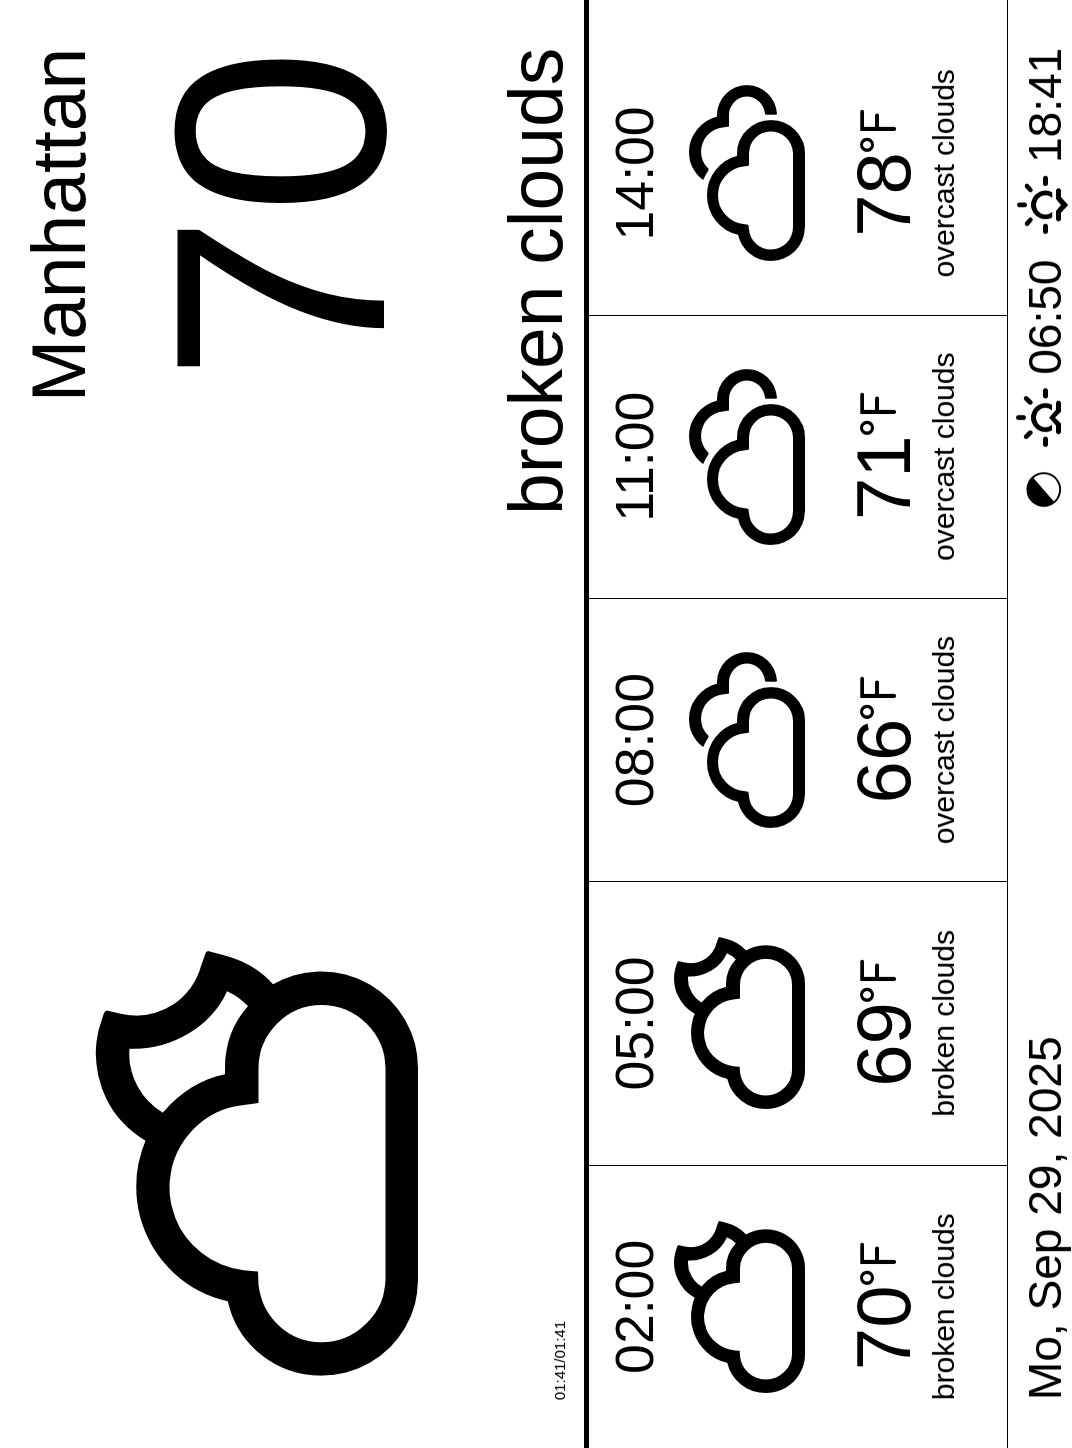 Manhattan
70
broken clouds
01:41/01:41
02:00
70°F
broken clouds
05:00
69°F
broken clouds
08:00
66°F
overcast clouds
11:00
71°F
overcast clouds
14:00
78°F
overcast clouds
Mo, Sep 29, 2025
06:50
18:41